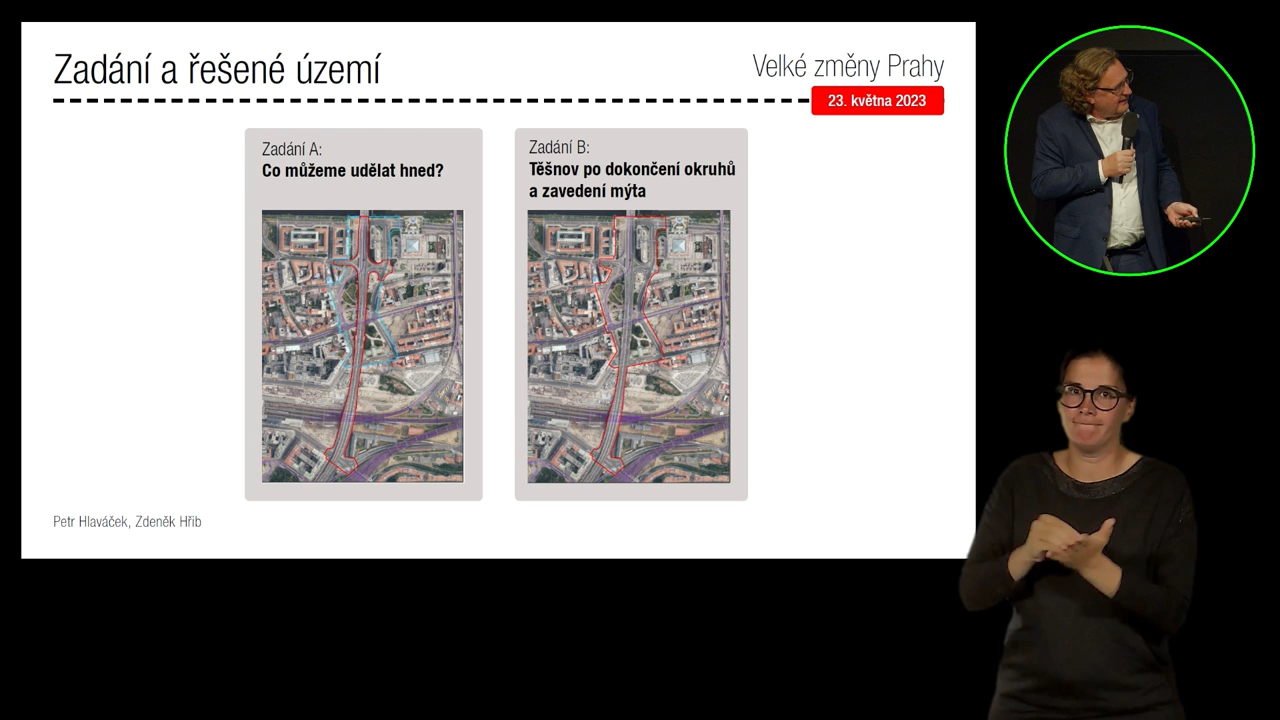 Zadání a řešené území
Velké změny Prahy
23. května 2023
Zadání A:
Co můžeme udělat hned?
Zadání B:
Těšnov po dokončení okruhů
a zavedení mýta
Petr Hlaváček, Zdeněk Hřib